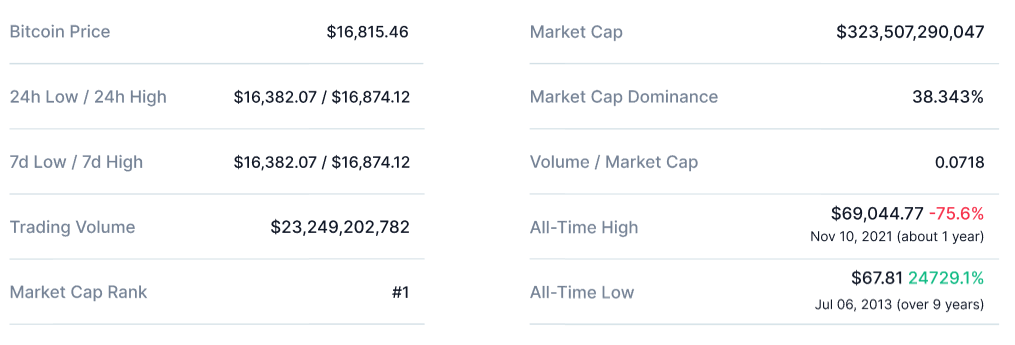 Bitcoin Price $16,815.46
24h Low / 24h High $16,382.07 / $16,874.12
7d Low / 7d High $16,382.07 / $16,874.12
Trading Volume $23,249,202,782
Market Cap Rank #1
Market Cap $323,507,290,047
Market Cap Dominance 38.343%
Volume / Market Cap 0.0718
All-Time High $69,044.77 -75.6%
Nov 10, 2021 (about 1 year)
All-Time Low $67.81 24729.1%
Jul 06, 2013 (over 9 years)